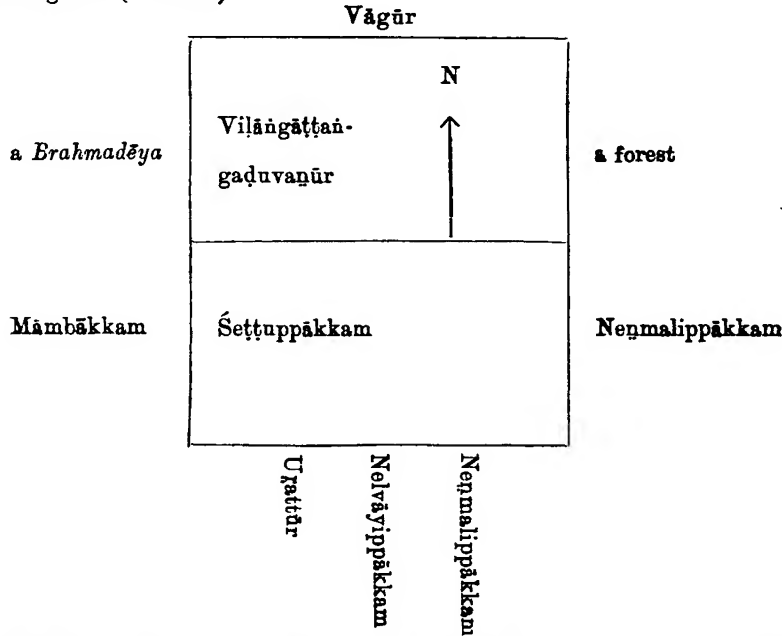 Vāgūr
N
Viḷāṅgāṭṭaṅ-
a Brahmadēya
a forest
gaḍuvaṉūr
Māmbākkam
Śeṭṭuppākkam
Neṉmalippākkam
Uṟattūr
Nelvāyippākkam
Neṉmalippākkam